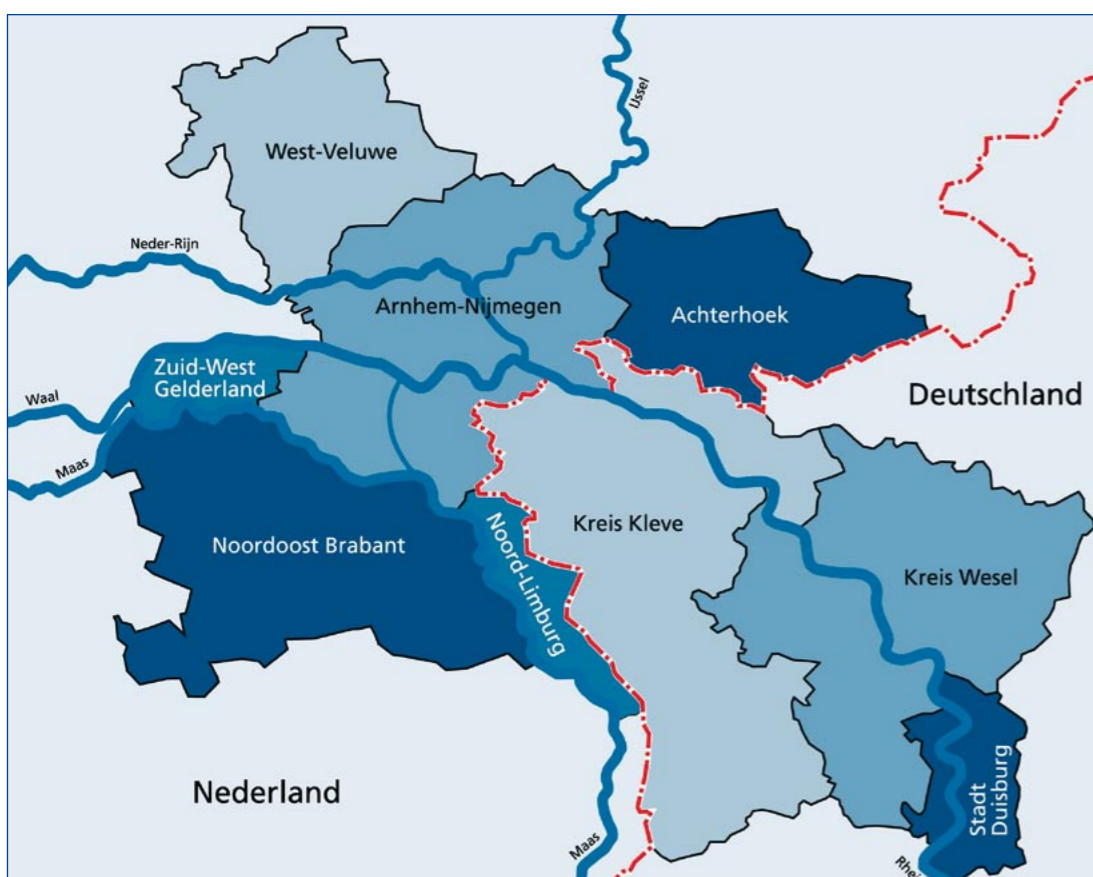 IJssel
West-Veluwe
Neder-Rijn
Arnhem-Nijmegen
Achterhoek
Zuid-West
Gelderland
Waal
Deutschland
Maas
Noordoost Brabant
Noord-Limburg
Kreis Kleve
Kreis Wesel
Nederland
Stadt
Duisburg
Maas